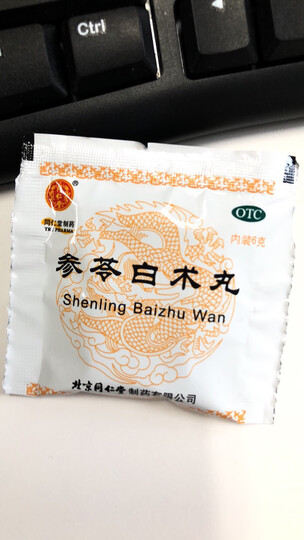 Ctrl
同仁堂制药
TRT PHARMA
®
OTC
内装6克
参苓白术丸
Shenling Baizhu Wan
北京同仁堂制药有限公司